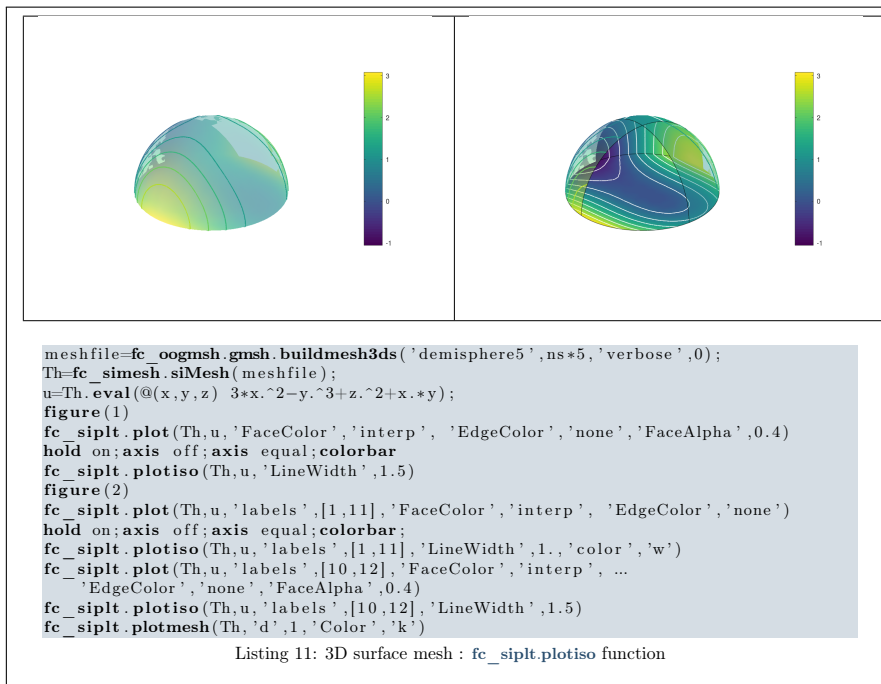 3
2
1
0
-1
3
2
1
0
-1
meshfile=fc_oogmsh.gmsh.buildmesh3ds('demisphere5',ns*5,'verbose',0);
Th=fc_simesh.siMesh(meshfile);
u=Th.eval(@(x,y,z) 3*x.^2−y.^3+z.^2+x.*y);
figure(1)
fc_siplt.plot(Th,u,'FaceColor','interp', 'EdgeColor','none','FaceAlpha',0.4)
hold on;axis off;axis equal;colorbar
fc_siplt.plotiso(Th,u,'LineWidth',1.5)
figure(2)
fc_siplt.plot(Th,u,'labels',[1,11],'FaceColor','interp', 'EdgeColor','none')
hold on;axis off;axis equal;colorbar;
fc_siplt.plotiso(Th,u,'labels',[1,11],'LineWidth',1.,'color','w')
fc_siplt.plot(Th,u,'labels',[10,12],'FaceColor','interp', ...
'EdgeColor','none','FaceAlpha',0.4)
fc_siplt.plotiso(Th,u,'labels',[10,12],'LineWidth',1.5)
fc_siplt.plotmesh(Th,'d',1,'Color','k')
Listing 11: 3D surface mesh : fc_siplt.plotiso function